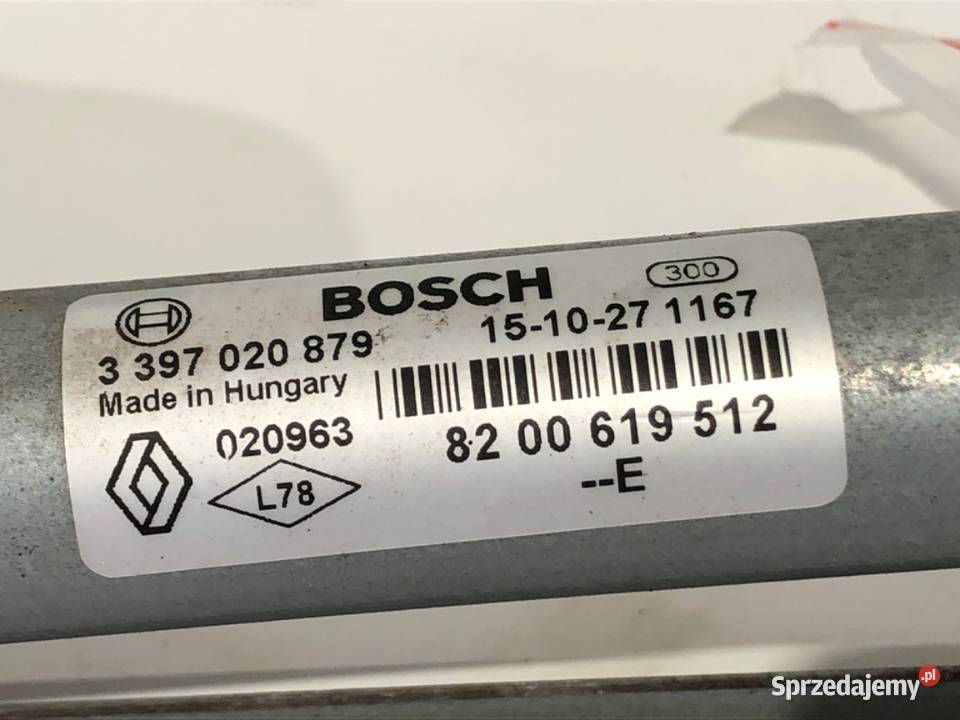 BOSCH 300
3 397 020 879 15-10-27 1167
Made in Hungary
020963 82 00 619 512
L78 --E
Sprzedajemy.pl